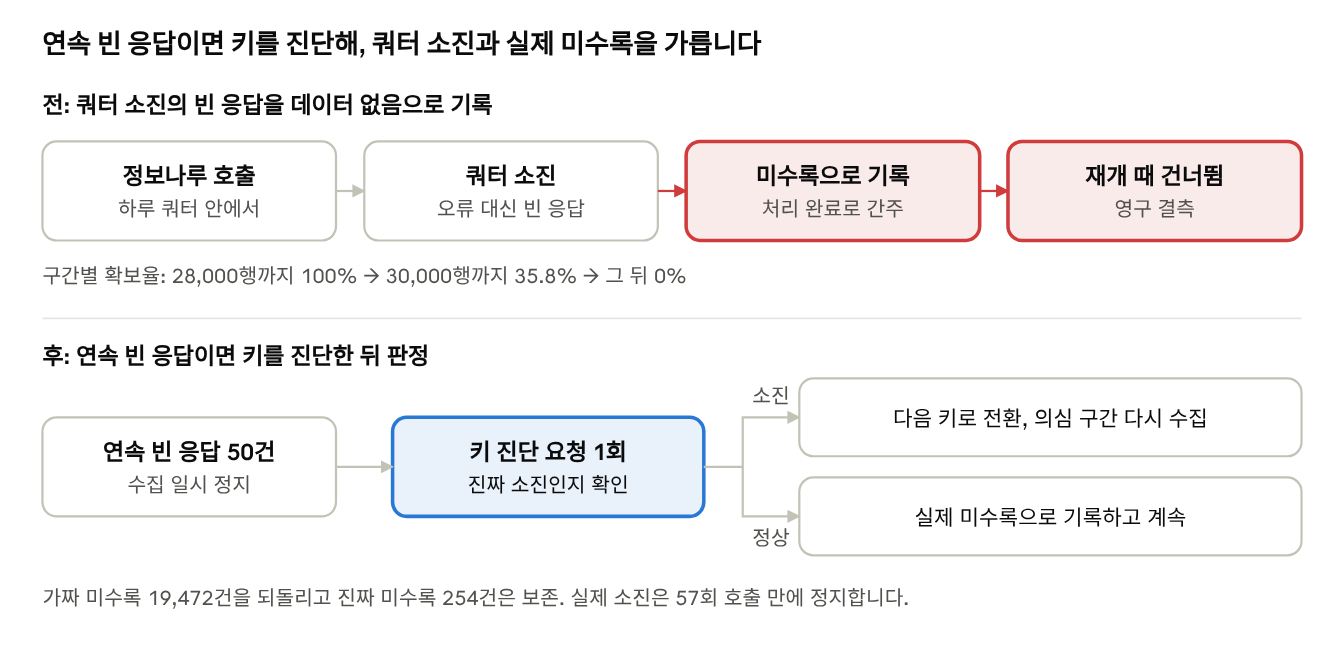 연속 빈 응답이면 키를 진단해, 쿼터 소진과 실제 미수록을 가릅니다
전: 쿼터 소진의 빈 응답을 데이터 없음으로 기록
정보나루 호출
하루 쿼터 안에서
쿼터 소진
오류 대신 빈 응답
미수록으로 기록
처리 완료로 간주
재개 때 건너뜀
영구 결측
구간별 확보율: 28,000행까지 100% → 30,000행까지 35.8% → 그 뒤 0%
후: 연속 빈 응답이면 키를 진단한 뒤 판정
연속 빈 응답 50건
수집 일시 정지
키 진단 요청 1회
진짜 소진인지 확인
소진
다음 키로 전환, 의심 구간 다시 수집
정상
실제 미수록으로 기록하고 계속
가짜 미수록 19,472건을 되돌리고 진짜 미수록 254건은 보존. 실제 소진은 57회 호출 만에 정지합니다.